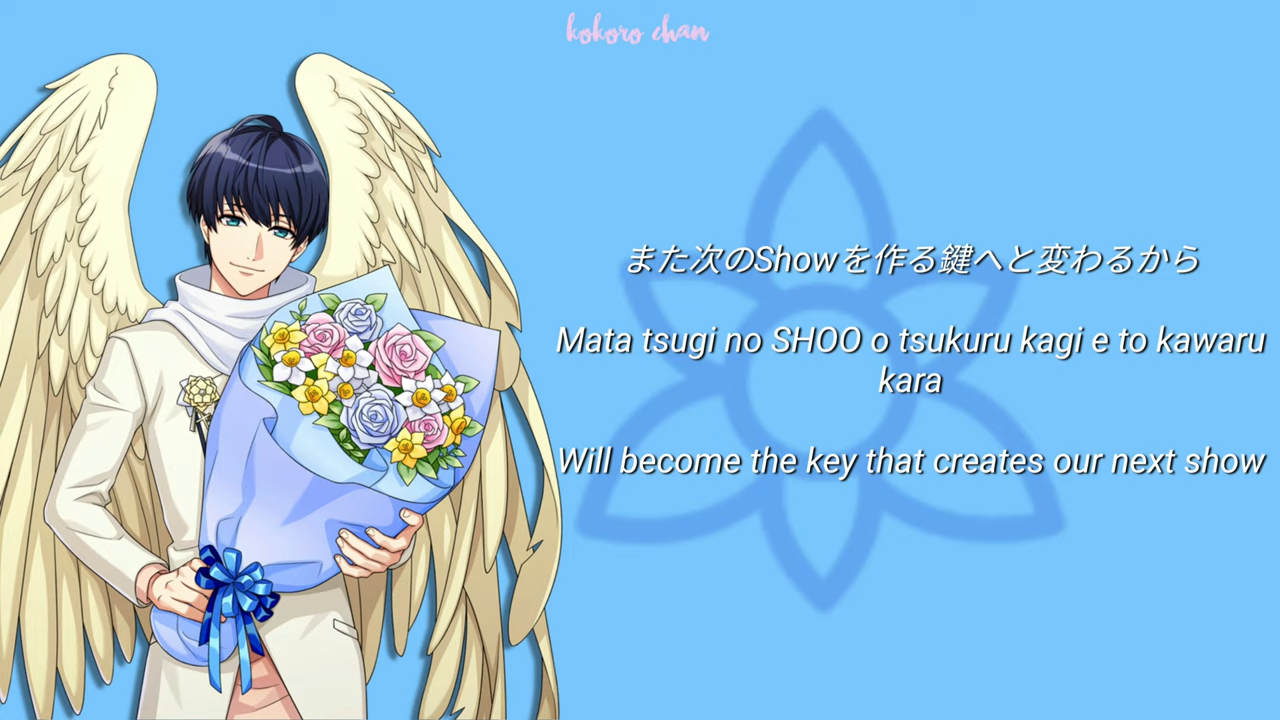 kokoro chan
また次のShowを作る鍵へと変わるから
Mata tsugi no SHOO o tsukuru kagi e to kawaru
kara
Will become the key that creates our next show